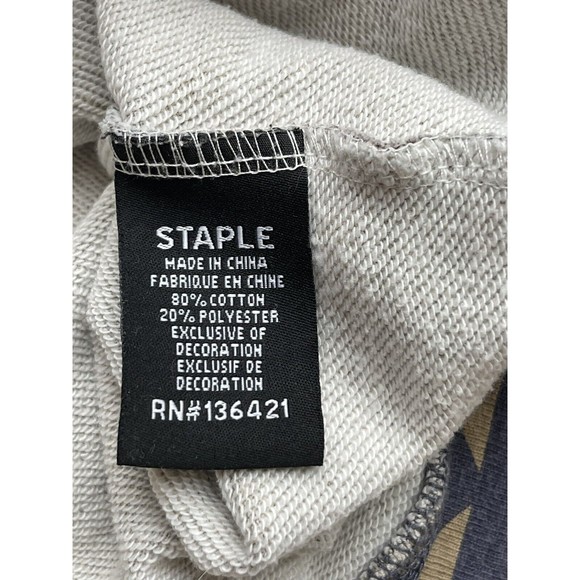 STAPLE
MADE IN CHINA
FABRIQUE EN CHINE
80% COTTON
20% POLYESTER
EXCLUSIVE OF
DECORATION
EXCLUSIF DE
DECORATION
RN#136421